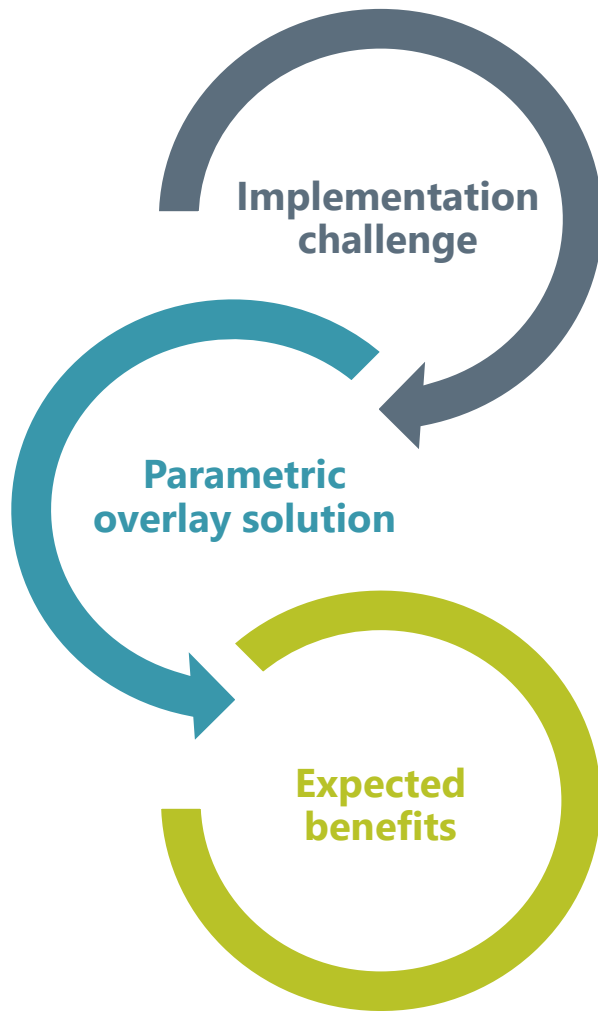 Implementation
challenge
Parametric
overlay solution
Expected
benefits